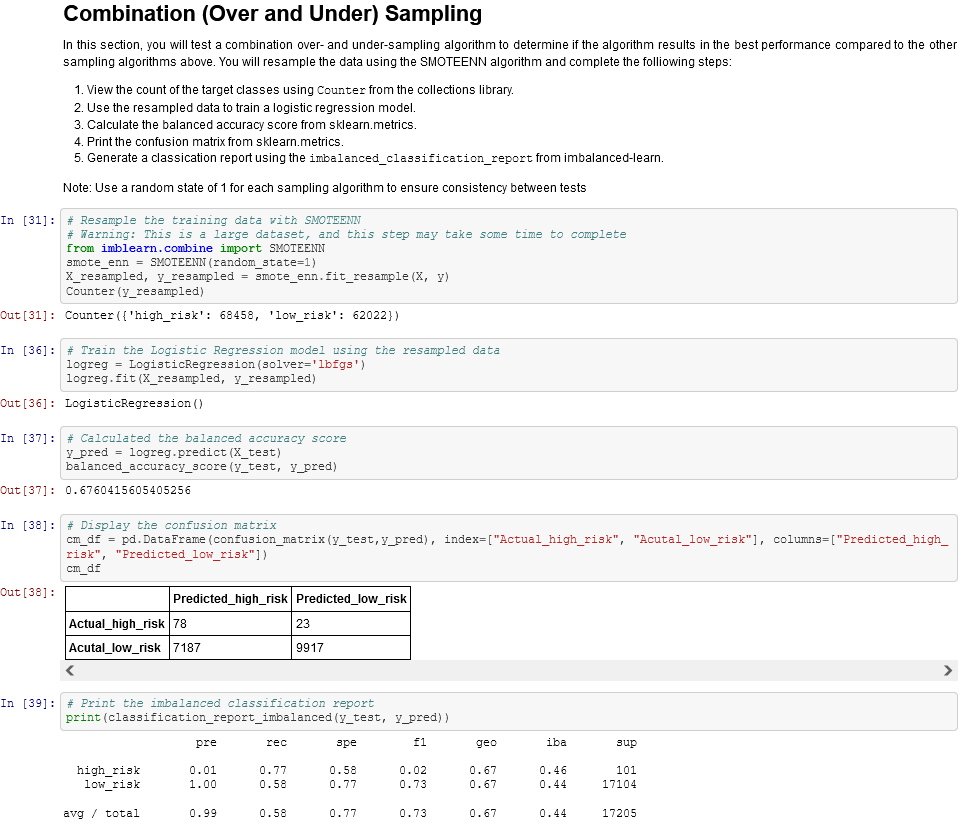 Combination (Over and Under) Sampling
In this section, you will test a combination over- and under-sampling algorithm to determine if the algorithm results in the best performance compared to the other
sampling algorithms above. You will resample the data using the SMOTEENN algorithm and complete the folliowing steps:
1. View the count of the target classes using Counter from the collections library.
2. Use the resampled data to train a logistic regression model.
3. Calculate the balanced accuracy score from sklearn.metrics.
4. Print the confusion matrix from sklearn.metrics.
5. Generate a classication report using the imbalanced_classification_report from imbalanced-learn.
Note: Use a random state of 1 for each sampling algorithm to ensure consistency between tests
In [31]: # Resample the training data with SMOTEENN
# Warning: This is a large dataset, and this step may take some time to complete
from imblearn.combine import SMOTEENN
smote_enn = SMOTEENN(random_state=1)
X_resampled, y_resampled = smote_enn.fit_resample(X, y)
Counter(y_resampled)
Out[31]: Counter({'high_risk': 68458, 'low_risk': 62022})
In [36]: # Train the Logistic Regression model using the resampled data
logreg = LogisticRegression(solver='lbfgs')
logreg.fit(X_resampled, y_resampled)
Out[36]: LogisticRegression()
In [37]: # Calculated the balanced accuracy score
y_pred = logreg.predict(X_test)
balanced_accuracy_score(y_test, y_pred)
Out[37]: 0.6760415605405256
In [38]: # Display the confusion matrix
cm_df = pd.DataFrame(confusion_matrix(y_test,y_pred), index=["Actual_high_risk", "Acutal_low_risk"], columns=["Predicted_high_
risk", "Predicted_low_risk"])
cm_df
Out[38]: Predicted_high_risk Predicted_low_risk
Actual_high_risk 78 23
Acutal_low_risk 7187 9917
In [39]: # Print the imbalanced classification report
print(classification_report_imbalanced(y_test, y_pred))
pre rec spe f1 geo iba sup
high_risk 0.01 0.77 0.58 0.02 0.67 0.46 101
low_risk 1.00 0.58 0.77 0.73 0.67 0.44 17104
avg / total 0.99 0.58 0.77 0.73 0.67 0.44 17205